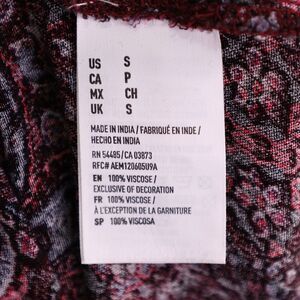 US S
CA P
MX CH
UK S
MADE IN INDIA / FABRIQUÉ EN INDE /
HECHO EN INDIA
RN 54485/CA 03873
RFC# AEM120605U9A
EN 100% VISCOSE /
EXCLUSIVE OF DECORATION
FR 100% VISCOSE /
À L'EXCEPTION DE LA GARNITURE
SP 100% VISCOSA